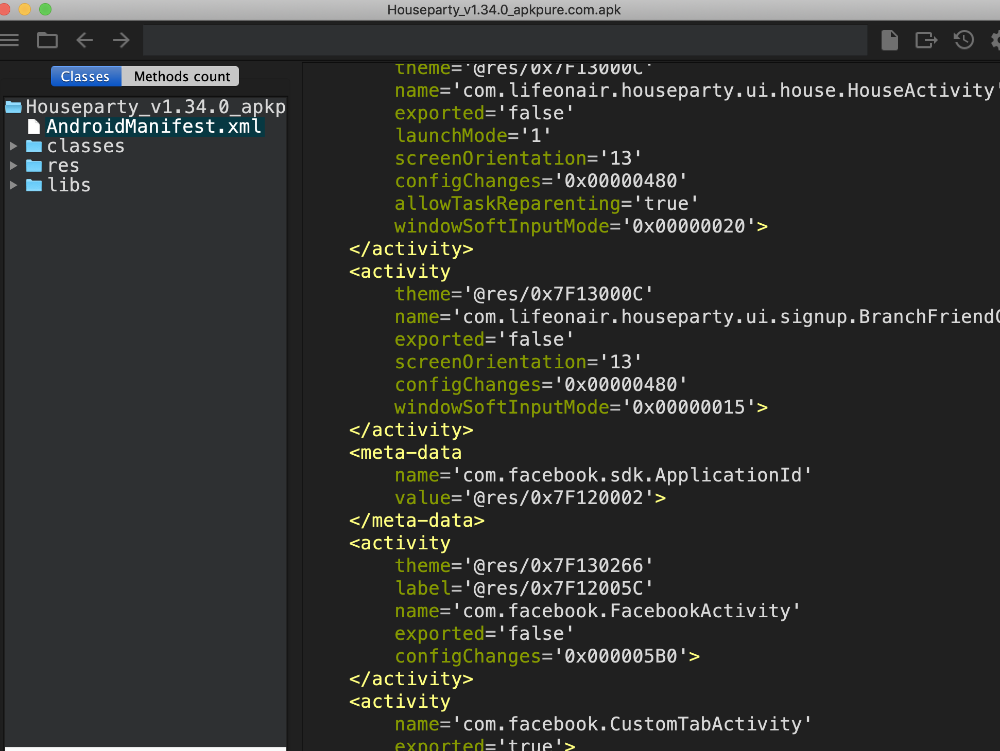 Houseparty_v1.34.0_apkpure.com.apk
Classes
Methods count
Houseparty_v1.34.0_apkp
AndroidManifest.xml
classes
res
libs
theme='@res/0x7F13000C'
name='com.lifeonair.houseparty.ui.house.HouseActivity'
exported='false'
launchMode='1'
screenOrientation='13'
configChanges='0x00000480'
allowTaskReparenting='true'
windowSoftInputMode='0x00000020'>
</activity>
<activity
theme='@res/0x7F13000C'
name='com.lifeonair.houseparty.ui.signup.BranchFriend
exported='false'
screenOrientation='13'
configChanges='0x00000480'
windowSoftInputMode='0x00000015'>
</activity>
<meta-data
name='com.facebook.sdk.ApplicationId'
value='@res/0x7F120002'>
</meta-data>
<activity
theme='@res/0x7F130266'
label='@res/0x7F12005C'
name='com.facebook.FacebookActivity'
exported='false'
configChanges='0x000005B0'>
</activity>
<activity
name='com.facebook.CustomTabActivity'
exported='true'>